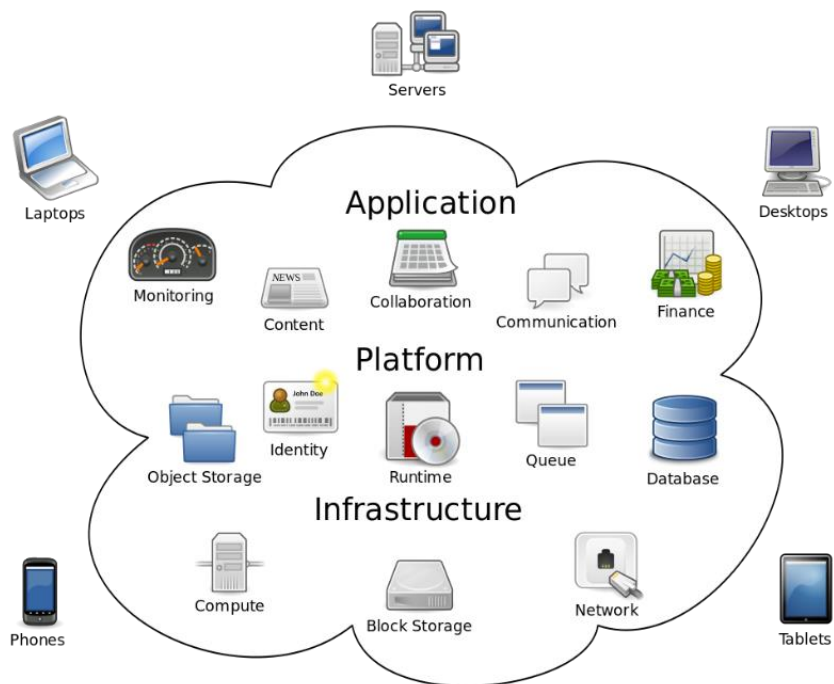 Servers
Laptops
Desktops
Application
Monitoring
NEWS
Content
Collaboration
Communication
Finance
Platform
Object Storage
John Doe
Identity
Runtime
Queue
Database
Infrastructure
Compute
Block Storage
Network
Phones
Tablets